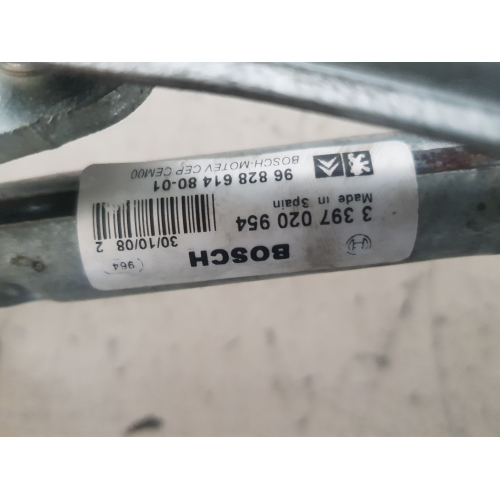 BOSCH
3 397 020 954
Made in Spain
(964)
30/10/08 2
96 828 614 80-01
BOSCH-MOTEV CEP CEM00